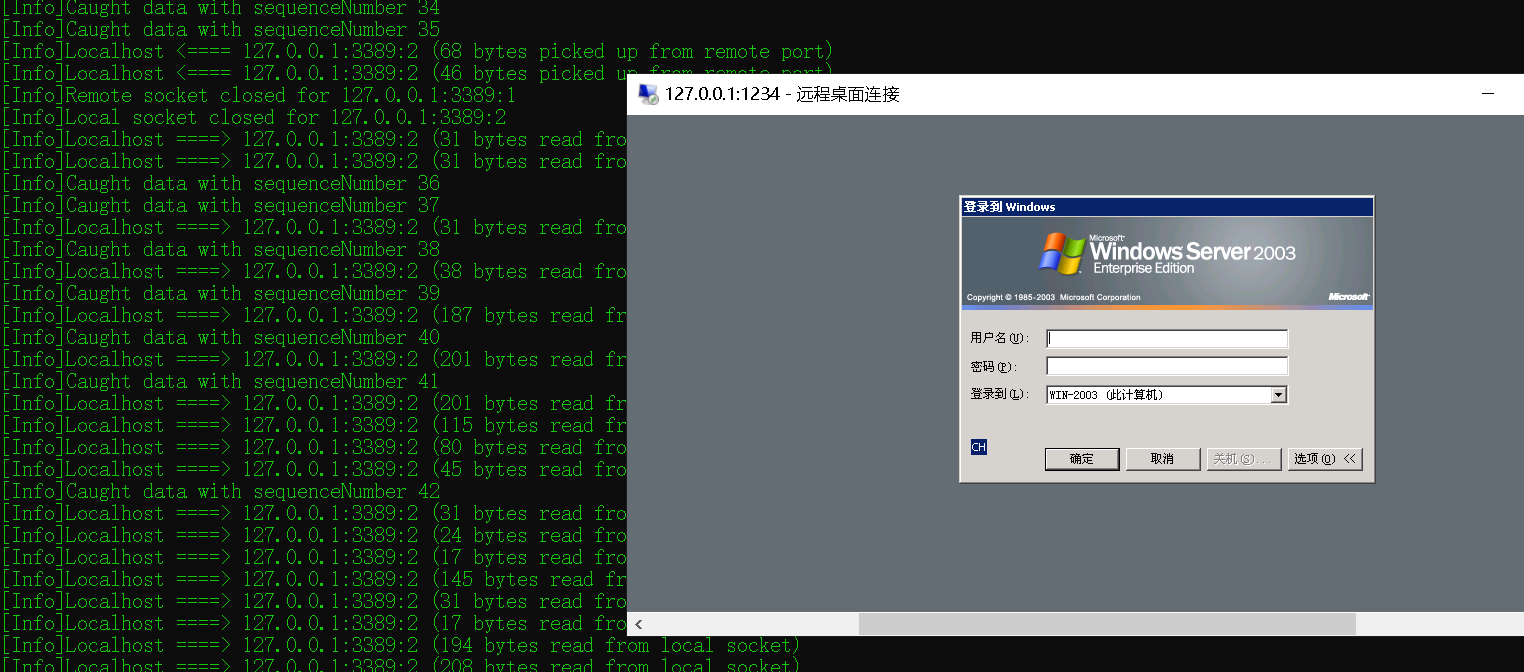 [Info]Caught data with sequenceNumber 34
[Info]Caught data with sequenceNumber 35
[Info]Localhost <==== 127.0.0.1:3389:2 (68 bytes picked up from remote port)
[Info]Localhost <==== 127.0.0.1:3389:2 (46 bytes picked up from remote port)
[Info]Remote socket closed for 127.0.0.1:3389:1
[Info]Local socket closed for 127.0.0.1:3389:2
[Info]Localhost ====> 127.0.0.1:3389:2 (31 bytes read fro
[Info]Localhost ====> 127.0.0.1:3389:2 (31 bytes read fro
[Info]Caught data with sequenceNumber 36
[Info]Caught data with sequenceNumber 37
[Info]Localhost ====> 127.0.0.1:3389:2 (31 bytes read fro
[Info]Caught data with sequenceNumber 38
[Info]Localhost ====> 127.0.0.1:3389:2 (38 bytes read fro
[Info]Caught data with sequenceNumber 39
[Info]Localhost ====> 127.0.0.1:3389:2 (187 bytes read fr
[Info]Caught data with sequenceNumber 40
[Info]Localhost ====> 127.0.0.1:3389:2 (201 bytes read fr
[Info]Caught data with sequenceNumber 41
[Info]Localhost ====> 127.0.0.1:3389:2 (201 bytes read fr
[Info]Localhost ====> 127.0.0.1:3389:2 (115 bytes read fr
[Info]Localhost ====> 127.0.0.1:3389:2 (80 bytes read fro
[Info]Localhost ====> 127.0.0.1:3389:2 (45 bytes read fro
[Info]Caught data with sequenceNumber 42
[Info]Localhost ====> 127.0.0.1:3389:2 (31 bytes read fro
[Info]Localhost ====> 127.0.0.1:3389:2 (24 bytes read fro
[Info]Localhost ====> 127.0.0.1:3389:2 (17 bytes read fro
[Info]Localhost ====> 127.0.0.1:3389:2 (145 bytes read fr
[Info]Localhost ====> 127.0.0.1:3389:2 (31 bytes read fro
[Info]Localhost ====> 127.0.0.1:3389:2 (17 bytes read fro
[Info]Localhost ====> 127.0.0.1:3389:2 (194 bytes read from local socket)
[Info]Localhost ====> 127.0.0.1:3389:2 (208 bytes read from local socket)
127.0.0.1:1234 - 远程桌面连接
登录到 Windows
Microsoft
Windows Server 2003
Enterprise Edition
Copyright © 1985-2003 Microsoft Corporation
Microsoft
用户名(U):
密码(P):
登录到(L):
WIN-2003 (此计算机)
CH
确定
取消
关机(S)...
选项(O) <<